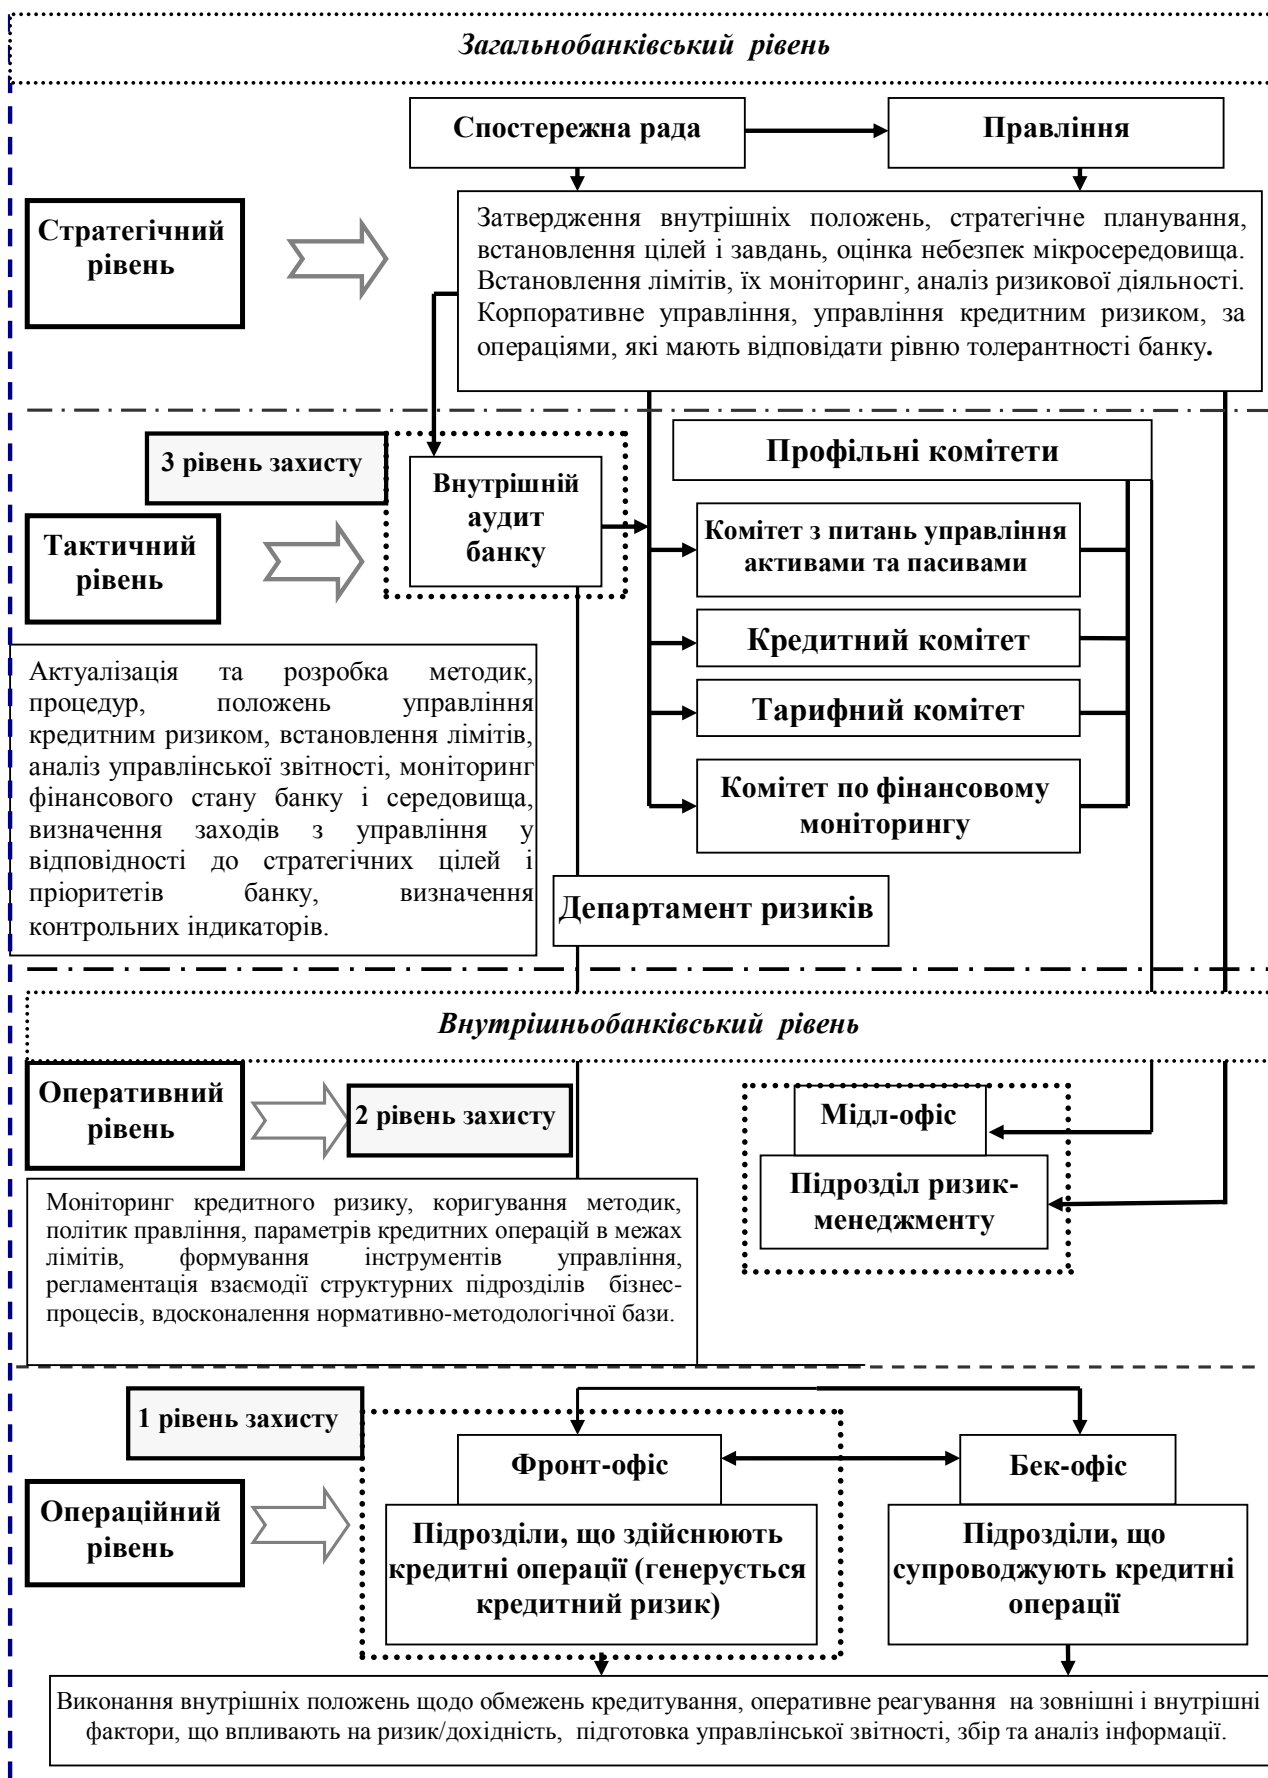 Загальнобанківський рівень
Спостережна рада
Правління
Стратегічний
рівень
Затвердження внутрішніх положень, стратегічне планування,
встановлення цілей і завдань, оцінка небезпек мікросередовища.
Встановлення лімітів, їх моніторинг, аналіз ризикової діяльності.
Корпоративне управління, управління кредитним ризиком, за
операціями, які мають відповідати рівню толерантності банку.
3 рівень захисту
Внутрішній
аудит
банку
Профільні комітети
Тактичний
рівень
Комітет з питань управління
активами та пасивами
Кредитний комітет
Тарифний комітет
Комітет по фінансовому
моніторингу
Актуалізація та розробка методик,
процедур, положень управління
кредитним ризиком, встановлення лімітів,
аналіз управлінської звітності, моніторинг
фінансового стану банку і середовища,
визначення заходів з управління у
відповідності до стратегічних цілей і
пріоритетів банку, визначення
контрольних індикаторів.
Департамент ризиків
Внутрішньобанківський рівень
Оперативний
рівень
2 рівень захисту
Мідл-офіс
Підрозділ ризик-
менеджменту
Моніторинг кредитного ризику, коригування методик,
політик правління, параметрів кредитних операцій в межах
лімітів, формування інструментів управління,
регламентація взаємодії структурних підрозділів бізнес-
процесів, вдосконалення нормативно-методологічної бази.
1 рівень захисту
Фронт-офіс
Бек-офіс
Операційний
рівень
Підрозділи, що здійснюють
кредитні операції (генерується
кредитний ризик)
Підрозділи, що
супроводжують кредитні
операції
Виконання внутрішніх положень щодо обмежень кредитування, оперативне реагування на зовнішні і внутрішні
фактори, що впливають на ризик/дохідність, підготовка управлінської звітності, збір та аналіз інформації.